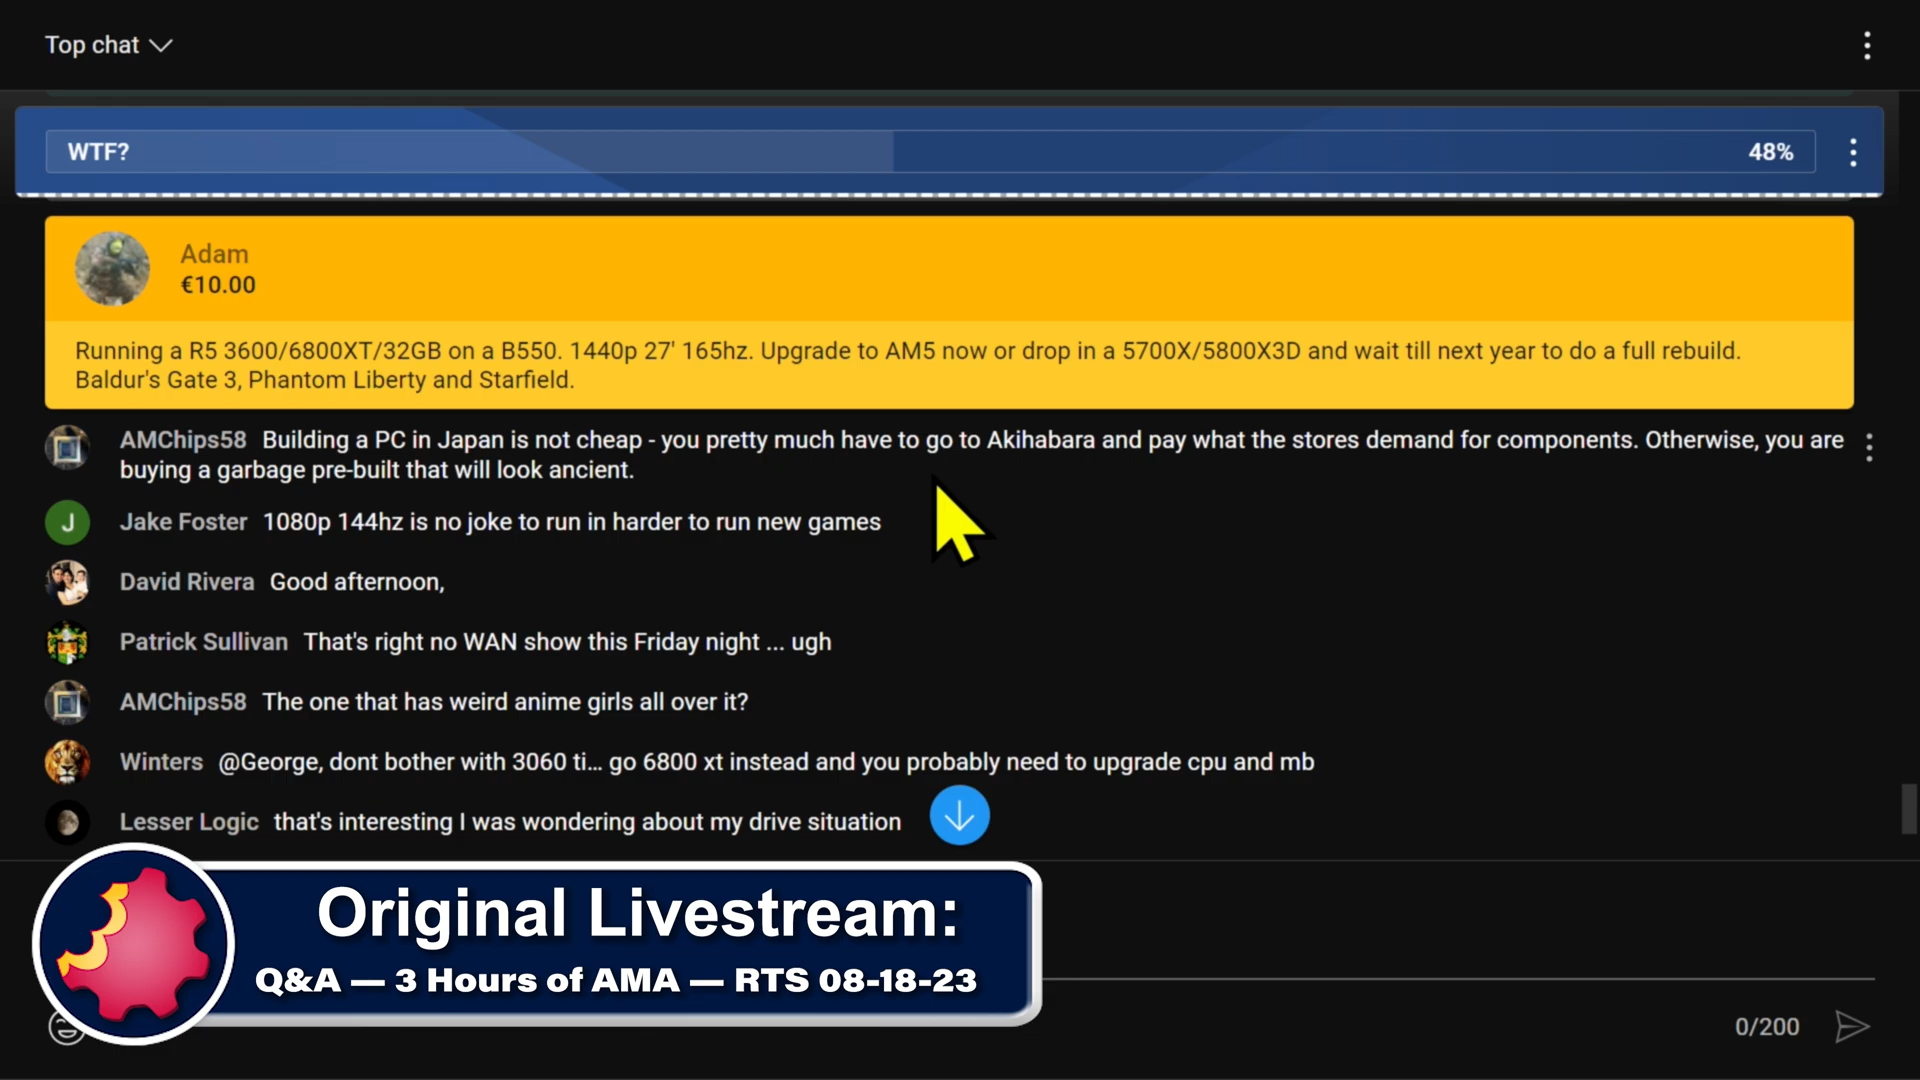 Top chat
WTF?
48%
Adam
€10.00
Running a R5 3600/6800XT/32GB on a B550. 1440p 27' 165hz. Upgrade to AM5 now or drop in a 5700X/5800X3D and wait till next year to do a full rebuild.
Baldur's Gate 3, Phantom Liberty and Starfield.
AMChips58 Building a PC in Japan is not cheap - you pretty much have to go to Akihabara and pay what the stores demand for components. Otherwise, you are
buying a garbage pre-built that will look ancient.
J
Jake Foster 1080p 144hz is no joke to run in harder to run new games
David Rivera Good afternoon,
Patrick Sullivan That's right no WAN show this Friday night ... ugh
AMChips58 The one that has weird anime girls all over it?
Winters @George, dont bother with 3060 ti... go 6800 xt instead and you probably need to upgrade cpu and mb
Lesser Logic that's interesting I was wondering about my drive situation
Original Livestream:
Q&A — 3 Hours of AMA — RTS 08-18-23
0/200